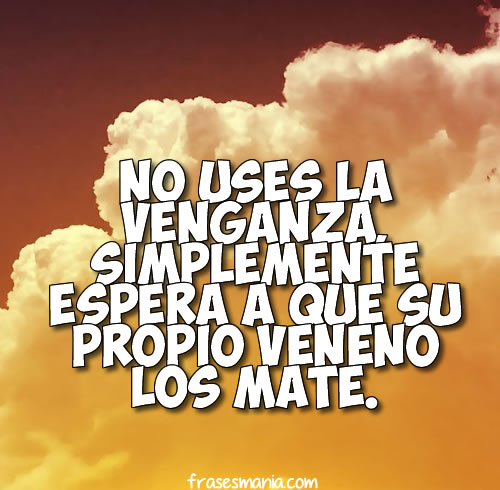 NO USES LA
VENGANZA,
SIMPLEMENTE
ESPERA A QUE SU
PROPIO VENENO
LOS MATE.
frasesmania.com